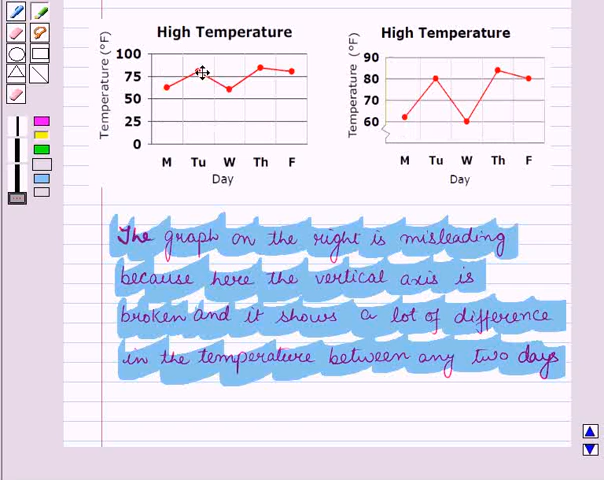 High Temperature
Temperature (°F)
100
75
50
25
0
M Tu W Th F
Day
High Temperature
Temperature (°F)
90
80
70
60
M Tu W Th F
Day
The graph on the right is misleading
because here the vertical axis is
broken and it shows a lot of difference
in the temperature between any two days